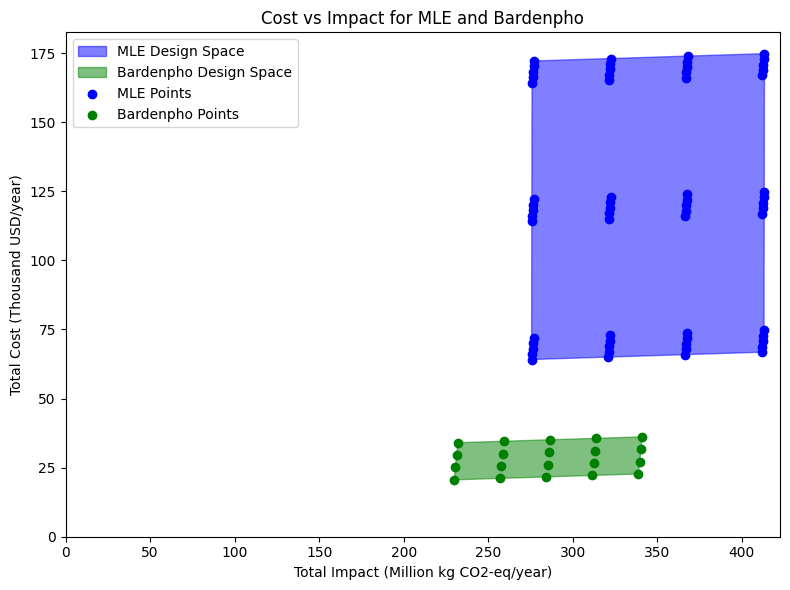 Cost vs Impact for MLE and Bardenpho
MLE Design Space
Bardenpho Design Space
MLE Points
Bardenpho Points
Total Cost (Thousand USD/year)
175
150
125
100
75
50
25
0
0 50 100 150 200 250 300 350 400
Total Impact (Million kg CO2-eq/year)